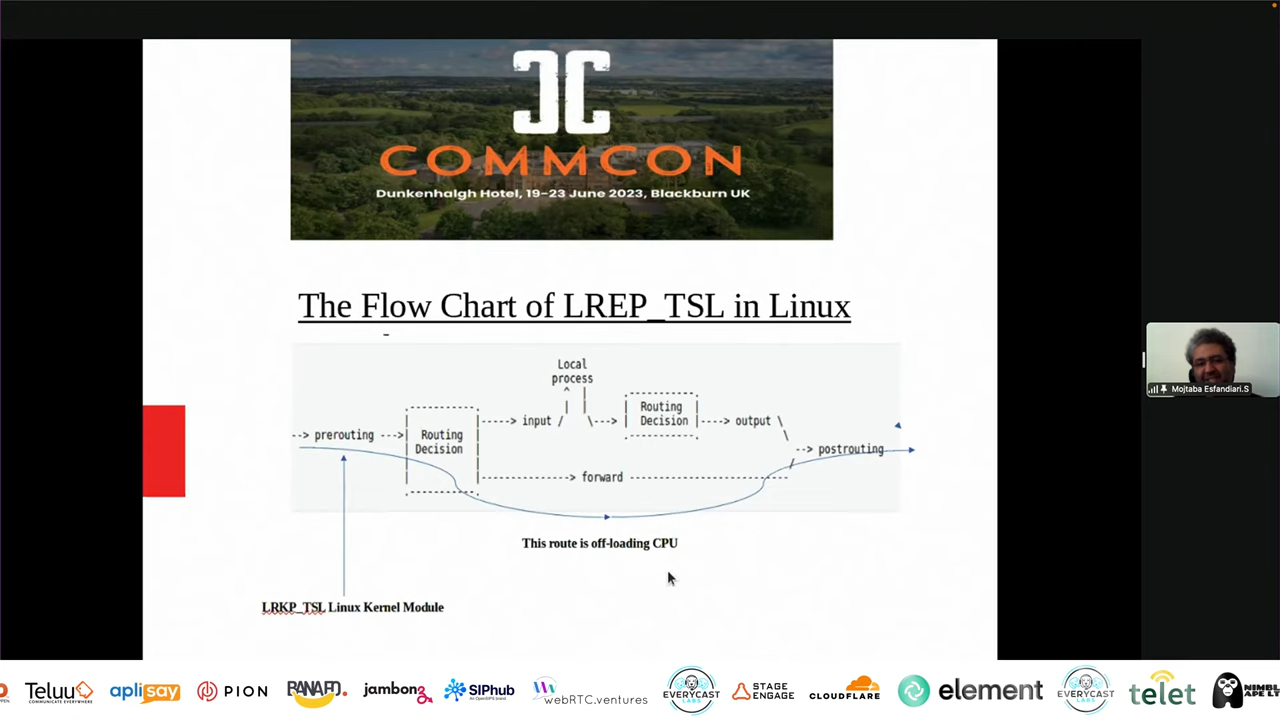 COMMCON
Dunkenhalgh Hotel, 19-23 June 2023, Blackburn UK
The Flow Chart of LREP_TSL in Linux
Local
process
Routing
Decision
input
output
prerouting
Routing
Decision
postrouting
forward
This route is off-loading CPU
LRKP_TSL Linux Kernel Module
Mojtaba Esfandiari.S
Teluu
COMMUNICATE EVERYWHERE
aplisay
PION
jambonz
SIPhub
An OpenSIPS brand
webRTC.ventures
EVERYCAST
LABS
STAGE
ENGAGE
CLOUDFLARE
element
EVERYCAST
LABS
telet